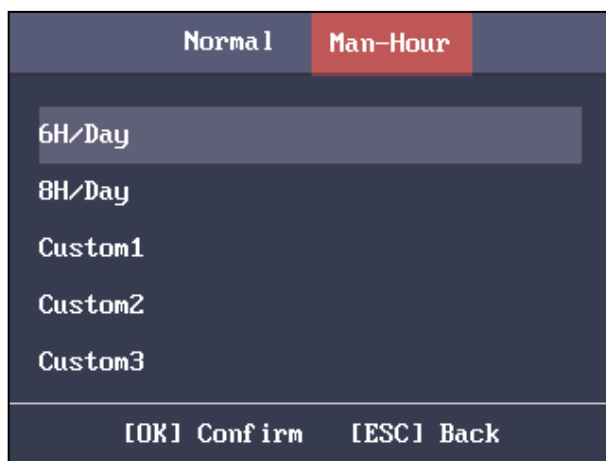 Normal Man-Hour
6H/Day
8H/Day
Custom1
Custom2
Custom3
[OK] Confirm [ESC] Back